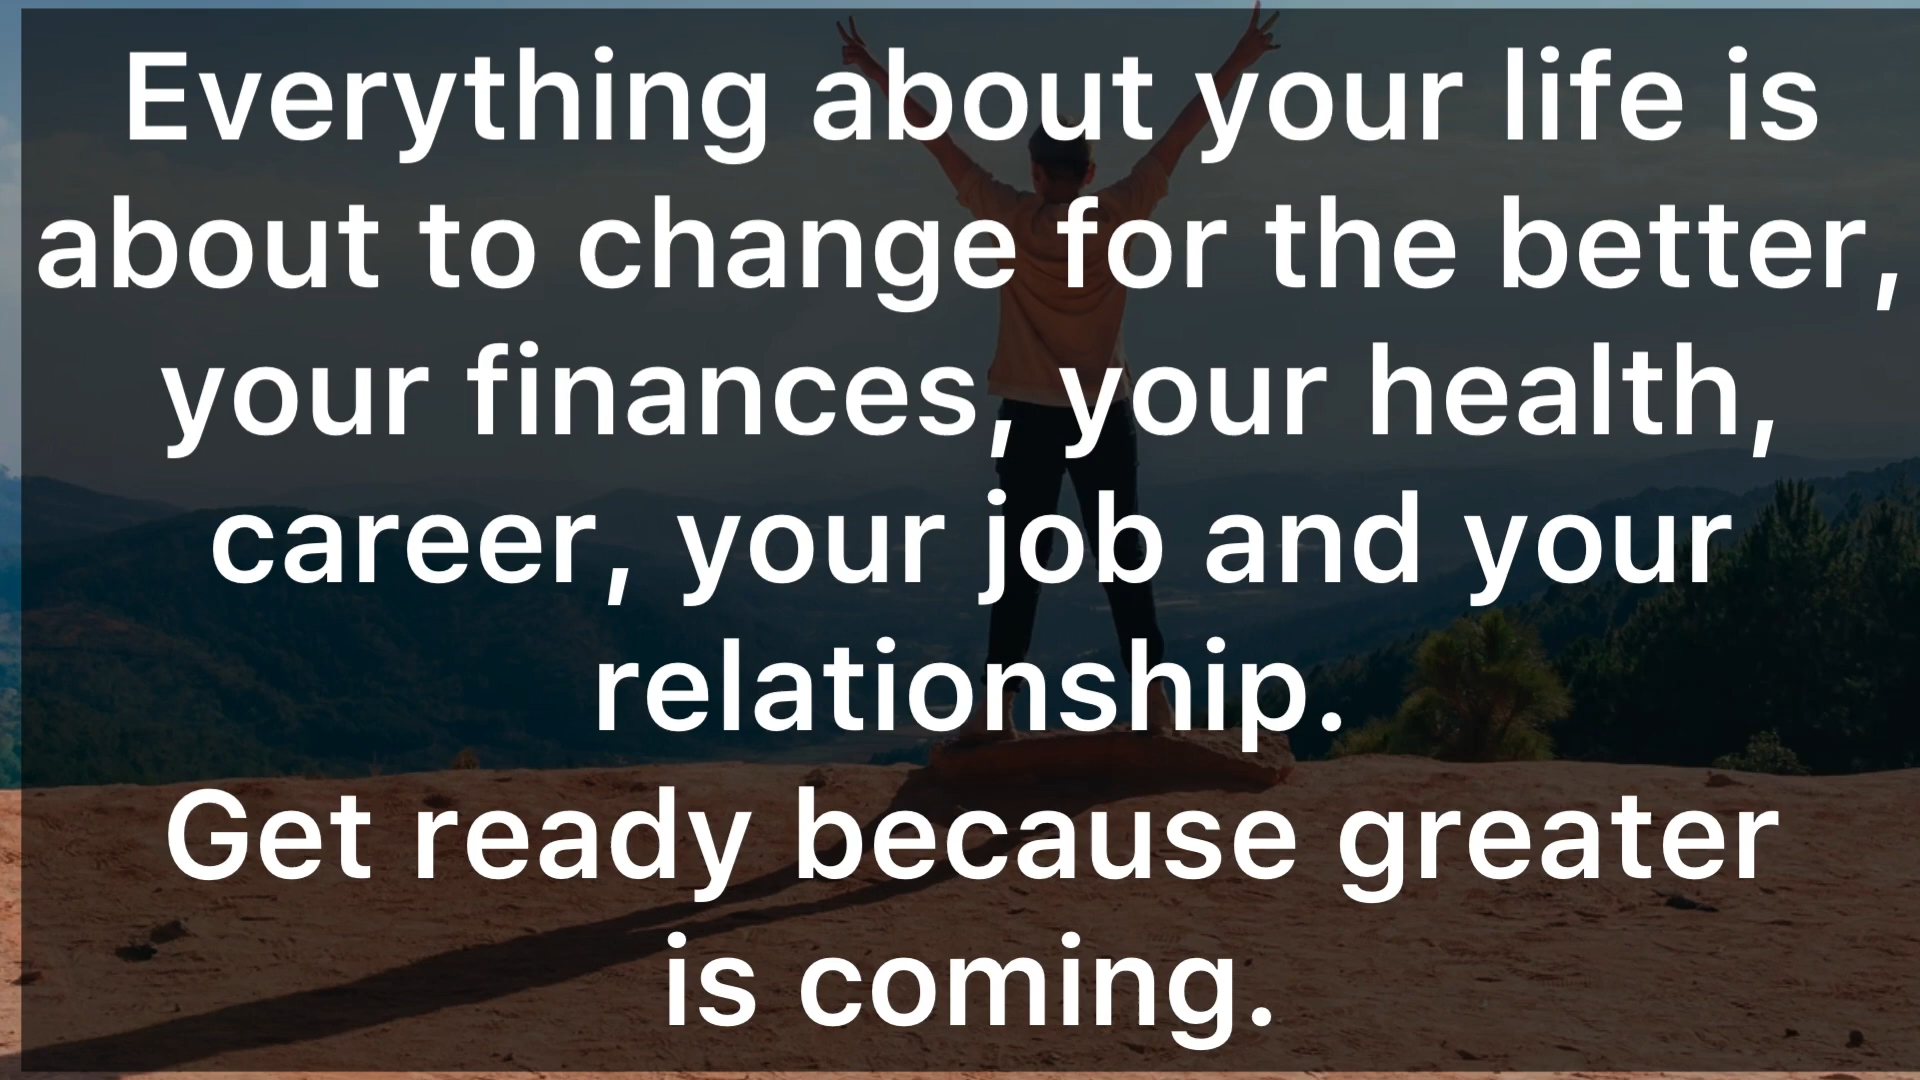 Everything about your life is
about to change for the better,
your finances, your health,
career, your job and your
relationship.
Get ready because greater
is coming.